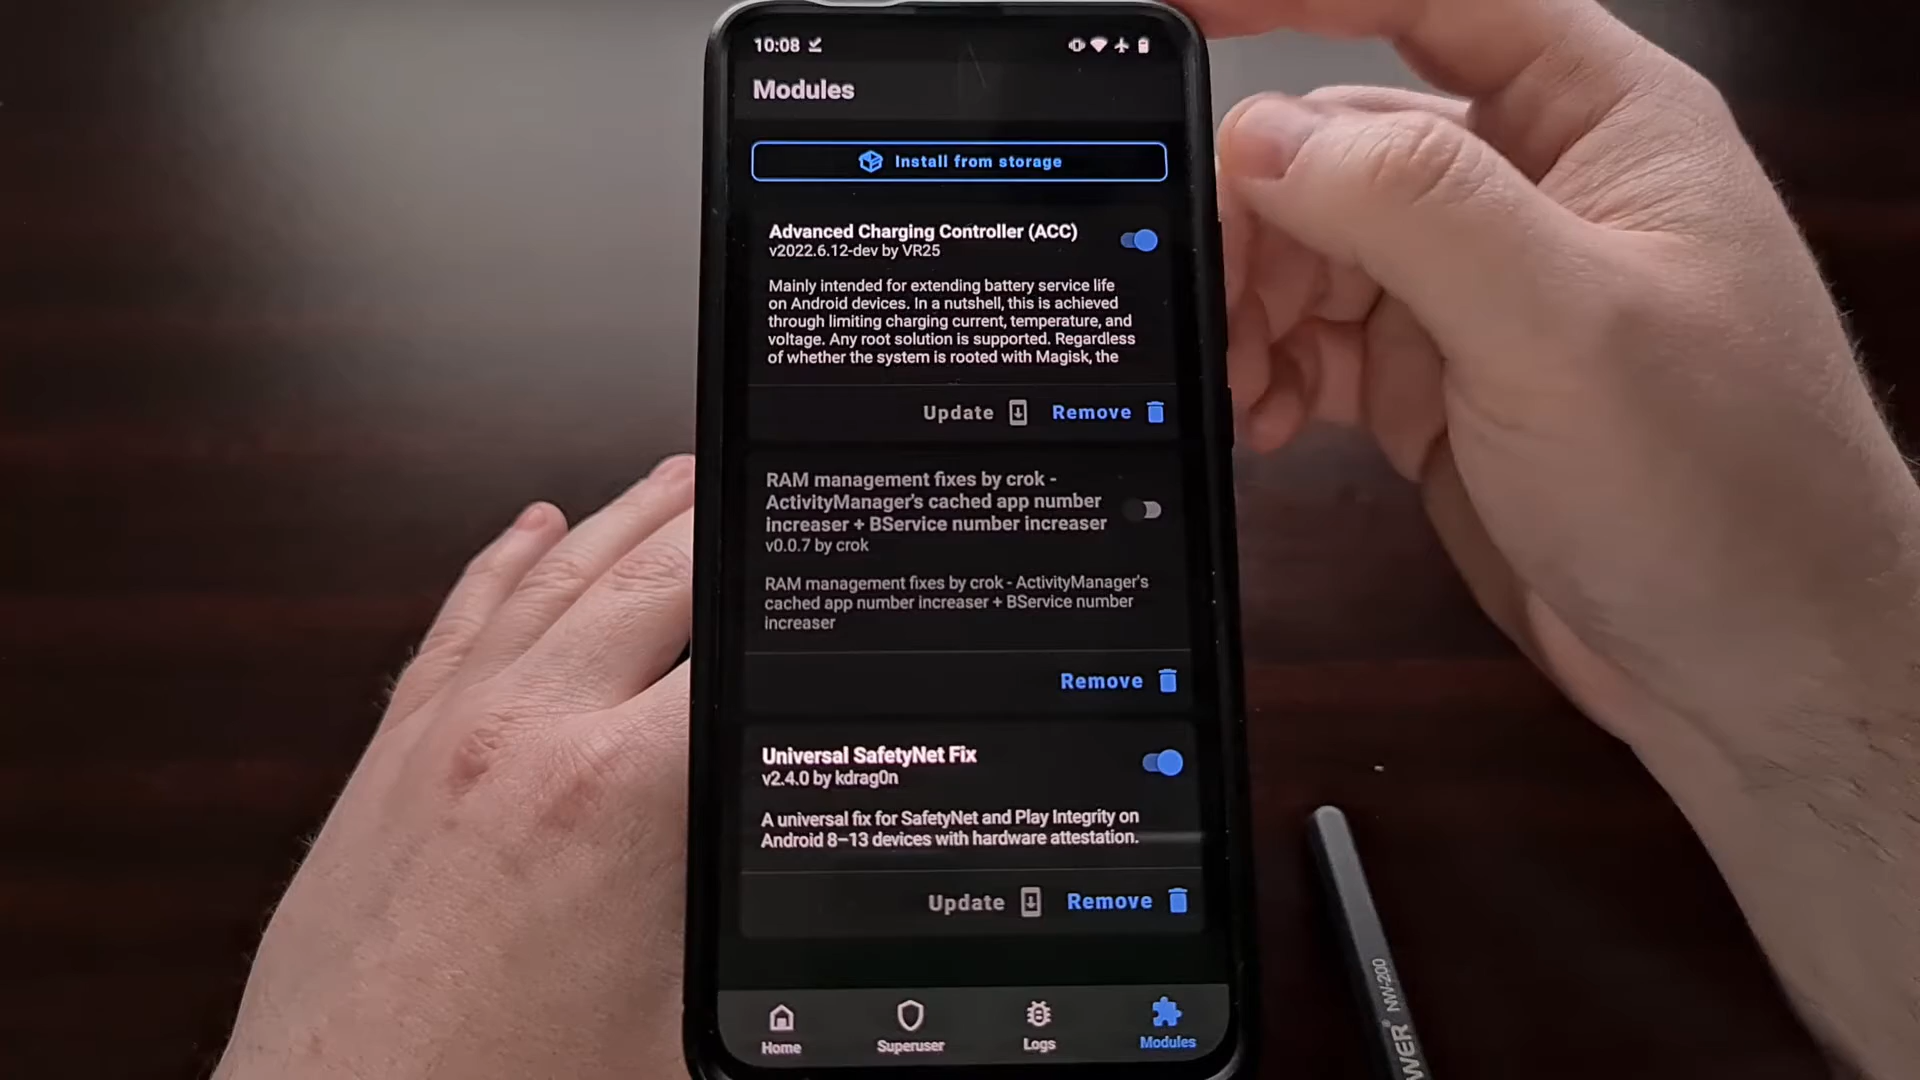 10:08
Modules
Install from storage
Advanced Charging Controller (ACC)
v2022.6.12-dev by VR25
Mainly intended for extending battery service life
on Android devices. In a nutshell, this is achieved
through limiting charging current, temperature, and
voltage. Any root solution is supported. Regardless
of whether the system is rooted with Magisk, the
Update Remove
RAM management fixes by crok -
ActivityManager's cached app number
increaser + BService number increaser
v0.0.7 by crok
RAM management fixes by crok - ActivityManager's
cached app number increaser + BService number
increaser
Remove
Universal SafetyNet Fix
v2.4.0 by kdrag0n
A universal fix for SafetyNet and Play Integrity on
Android 8–13 devices with hardware attestation.
Update Remove
Home Superuser Logs Modules
WER® NW-200